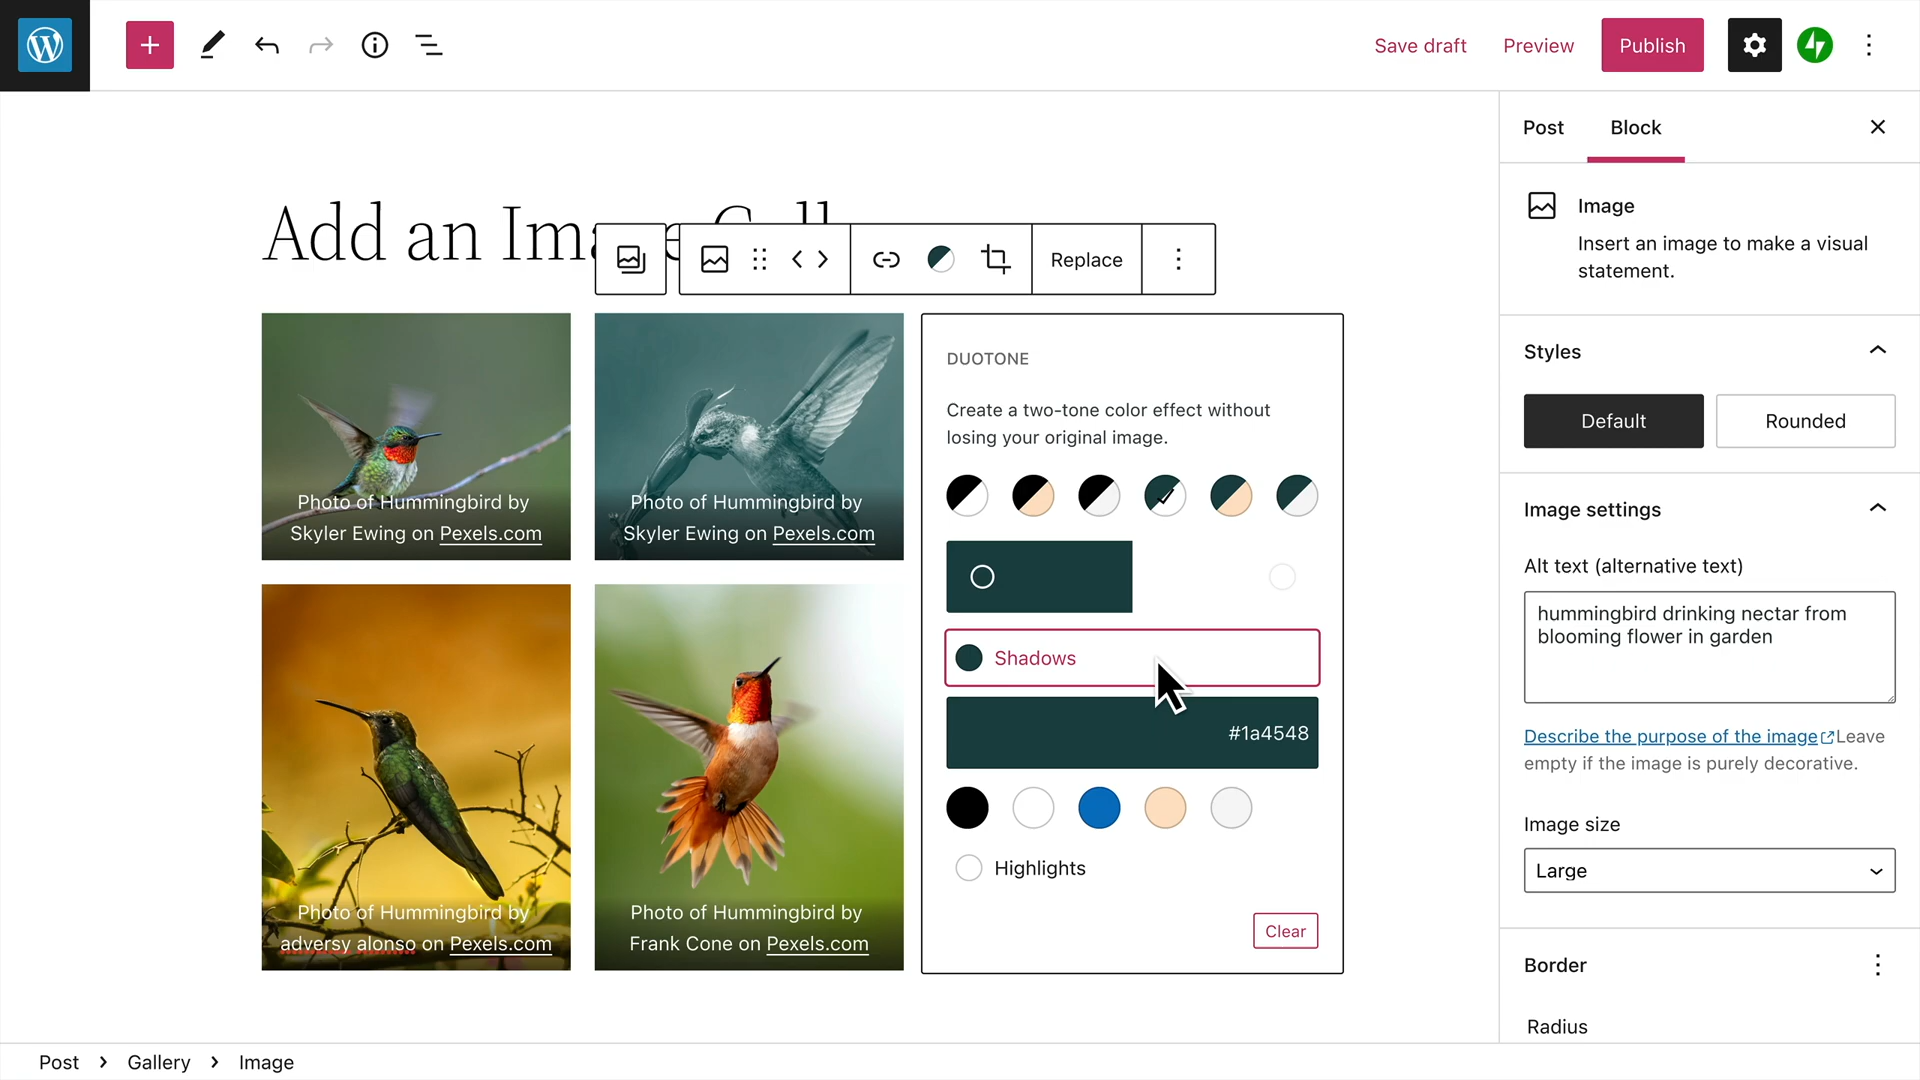 Save draft
Preview
Publish
Post
Block
Image
Insert an image to make a visual
statement.
Add an Ima
Replace
DUOTONE
Create a two-tone color effect without
losing your original image.
Shadows
#1a4548
Highlights
Clear
Photo of Hummingbird by
Skyler Ewing on Pexels.com
Photo of Hummingbird by
Skyler Ewing on Pexels.com
Photo of Hummingbird by
adversy alonso on Pexels.com
Photo of Hummingbird by
Frank Cone on Pexels.com
Styles
Default
Rounded
Image settings
Alt text (alternative text)
hummingbird drinking nectar from
blooming flower in garden
Describe the purpose of the image Leave
empty if the image is purely decorative.
Image size
Large
Border
Radius
Post > Gallery > Image